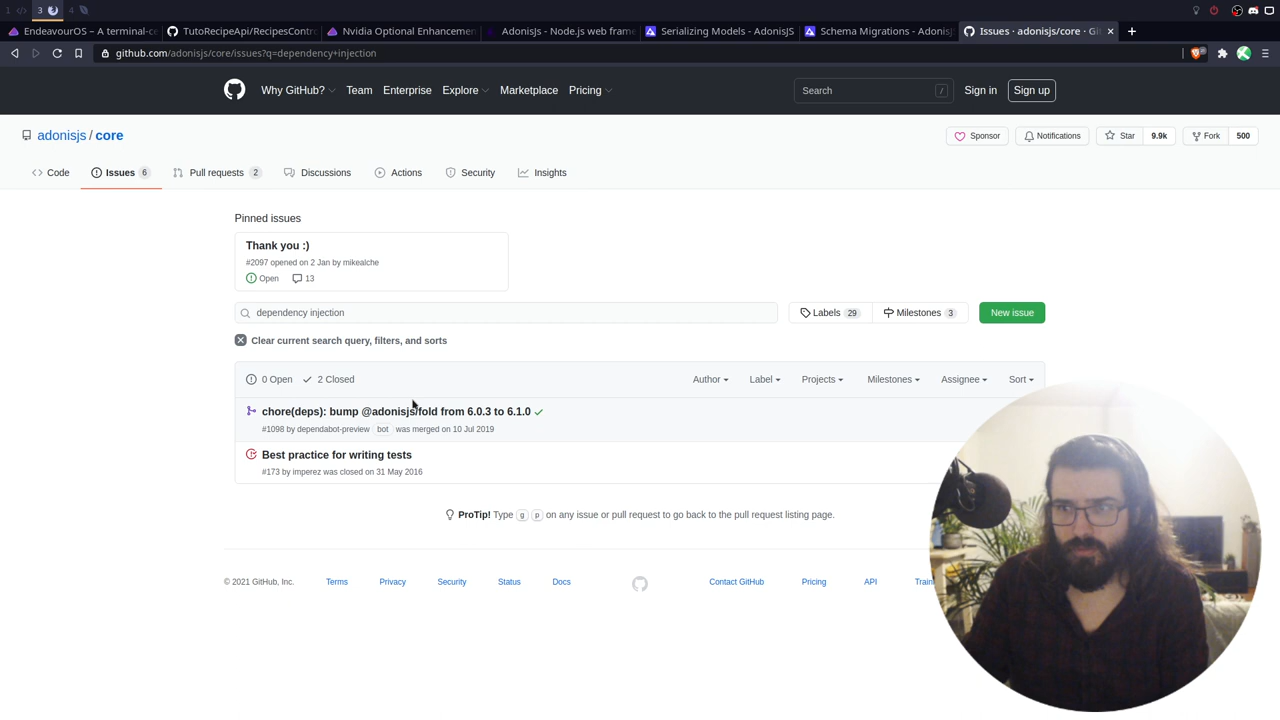 1 3 4
EndeavourOS – A terminal-ce TutoRecipeApi/RecipesContro Nvidia Optional Enhancemen AdonisJs - Node.js web frame Serializing Models - AdonisJS Schema Migrations - AdonisJ Issues · adonisjs/core · Git
github.com/adonisjs/core/issues?q=dependency+injection
Why GitHub? Team Enterprise Explore Marketplace Pricing Search / Sign in Sign up
adonisjs / core Sponsor Notifications Star 9.9k Fork 500
Code Issues 6 Pull requests 2 Discussions Actions Security Insights
Pinned issues
Thank you :)
#2097 opened on 2 Jan by mikealche
Open 13
dependency injection Labels 29 Milestones 3 New issue
Clear current search query, filters, and sorts
0 Open 2 Closed Author Label Projects Milestones Assignee Sort
chore(deps): bump @adonisjs/fold from 6.0.3 to 6.1.0
#1098 by dependabot-preview bot was merged on 10 Jul 2019
Best practice for writing tests
#173 by imperez was closed on 31 May 2016
ProTip! Type g p on any issue or pull request to go back to the pull request listing page.
© 2021 GitHub, Inc. Terms Privacy Security Status Docs Contact GitHub Pricing API Traini